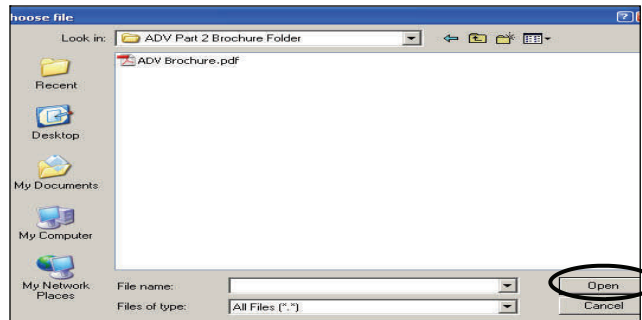 hoose file
Look in: ADV Part 2 Brochure Folder
ADV Brochure.pdf
Recent
Desktop
My Documents
My Computer
My Network
Places
File name:
Open
Files of type: All Files (*.*)
Cancel